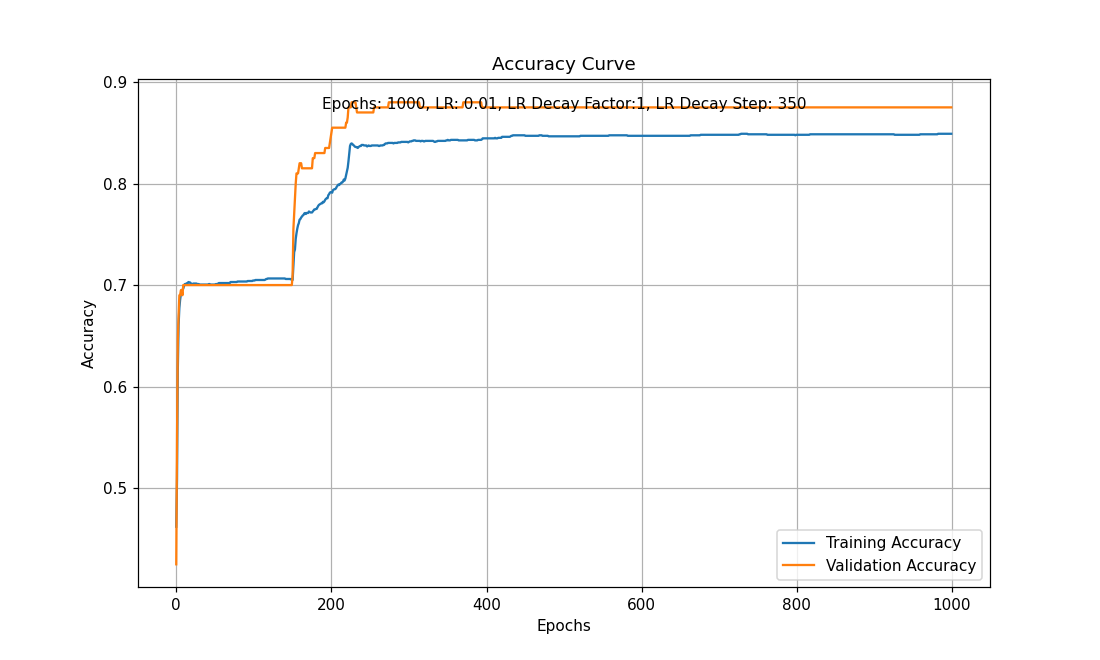 Accuracy Curve
Epochs: 1000, LR: 0.01, LR Decay Factor:1, LR Decay Step: 350
0.9
0.8
0.7
0.6
0.5
Accuracy
0 200 400 600 800 1000
Epochs
Training Accuracy
Validation Accuracy